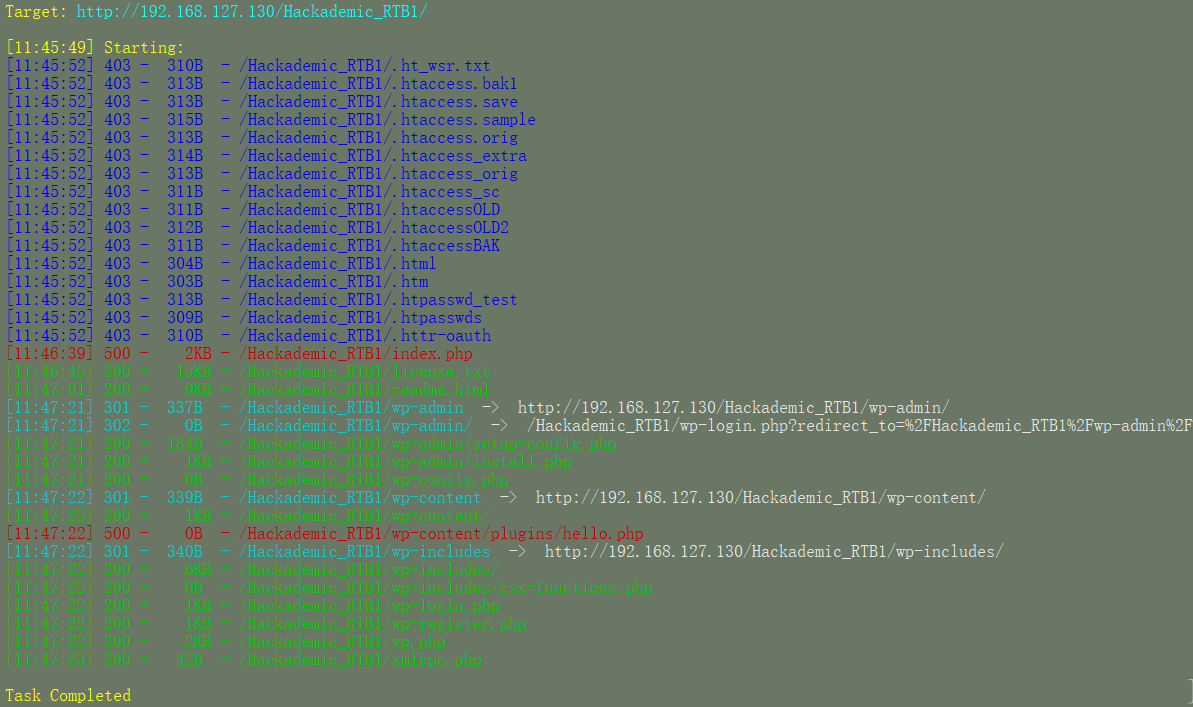 Target: http://192.168.127.130/Hackademic_RTB1/
[11:45:49] Starting:
[11:45:52] 403 - 310B - /Hackademic_RTB1/.ht_wsr.txt
[11:45:52] 403 - 313B - /Hackademic_RTB1/.htaccess.bak1
[11:45:52] 403 - 313B - /Hackademic_RTB1/.htaccess.save
[11:45:52] 403 - 315B - /Hackademic_RTB1/.htaccess.sample
[11:45:52] 403 - 313B - /Hackademic_RTB1/.htaccess.orig
[11:45:52] 403 - 314B - /Hackademic_RTB1/.htaccess_extra
[11:45:52] 403 - 313B - /Hackademic_RTB1/.htaccess_orig
[11:45:52] 403 - 311B - /Hackademic_RTB1/.htaccess_sc
[11:45:52] 403 - 311B - /Hackademic_RTB1/.htaccessOLD
[11:45:52] 403 - 312B - /Hackademic_RTB1/.htaccessOLD2
[11:45:52] 403 - 311B - /Hackademic_RTB1/.htaccessBAK
[11:45:52] 403 - 304B - /Hackademic_RTB1/.html
[11:45:52] 403 - 303B - /Hackademic_RTB1/.htm
[11:45:52] 403 - 313B - /Hackademic_RTB1/.htpasswd_test
[11:45:52] 403 - 309B - /Hackademic_RTB1/.htpasswds
[11:45:52] 403 - 310B - /Hackademic_RTB1/.httr-oauth
[11:46:39] 500 - 2KB - /Hackademic_RTB1/index.php
200 - 15KB - /Hackademic_RTB1/license.txt
[11:47:01] 200 - 9KB - /Hackademic_RTB1/readme.html
[11:47:21] 301 - 337B - /Hackademic_RTB1/wp-admin -> http://192.168.127.130/Hackademic_RTB1/wp-admin/
[11:47:21] 302 - 0B - /Hackademic_RTB1/wp-admin/ -> /Hackademic_RTB1/wp-login.php?redirect_to=%2FHackademic_RTB1%2Fwp-admin%2F
[11:47:21] 200 - 184B - /Hackademic_RTB1/wp-admin/setup-config.php
[11:47:21] 200 - 1KB - /Hackademic_RTB1/wp-admin/install.php
[11:47:21] 200 - 0B - /Hackademic_RTB1/wp-config.php
[11:47:22] 301 - 339B - /Hackademic_RTB1/wp-content -> http://192.168.127.130/Hackademic_RTB1/wp-content/
[11:47:22] 200 - 1KB - /Hackademic_RTB1/wp-content/
[11:47:22] 500 - 0B - /Hackademic_RTB1/wp-content/plugins/hello.php
[11:47:22] 301 - 340B - /Hackademic_RTB1/wp-includes -> http://192.168.127.130/Hackademic_RTB1/wp-includes/
[11:47:22] 200 - 6KB - /Hackademic_RTB1/wp-includes/
[11:47:22] 200 - 0B - /Hackademic_RTB1/wp-includes/rss-functions.php
[11:47:22] 200 - 1KB - /Hackademic_RTB1/wp-login.php
[11:47:22] 200 - 1KB - /Hackademic_RTB1/wp-register.php
[11:47:22] 200 - 2KB - /Hackademic_RTB1/wp.php
[11:47:23] 200 - 42B - /Hackademic_RTB1/xmlrpc.php
Task Completed